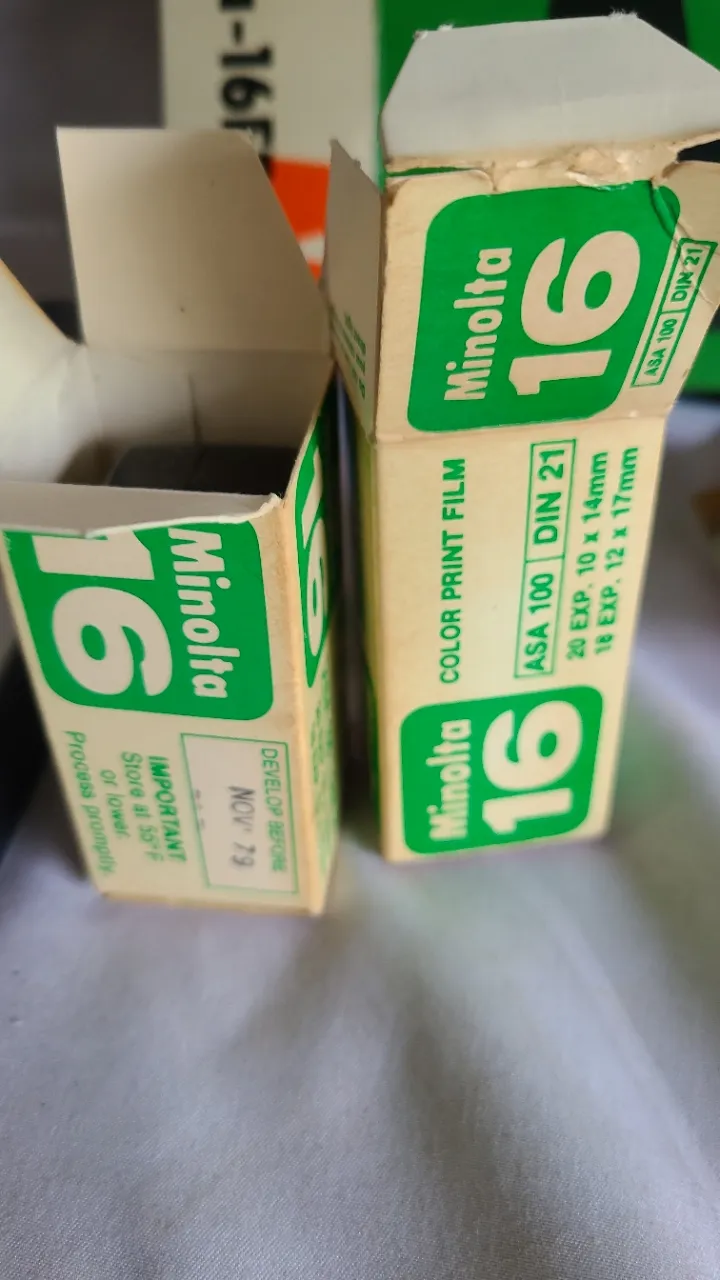 -16
Minolta
16
ASA 100 DIN 21
COLOR PRINT FILM
ASA 100 DIN 21
20 EXP. 10 x 14mm
18 EXP. 12 x 17mm
Minolta
16
Minolta
16
16
DEVELOP BEFORE
NOV' 79
IMPORTANT
Store at 55°F
or lower.
Process promptly